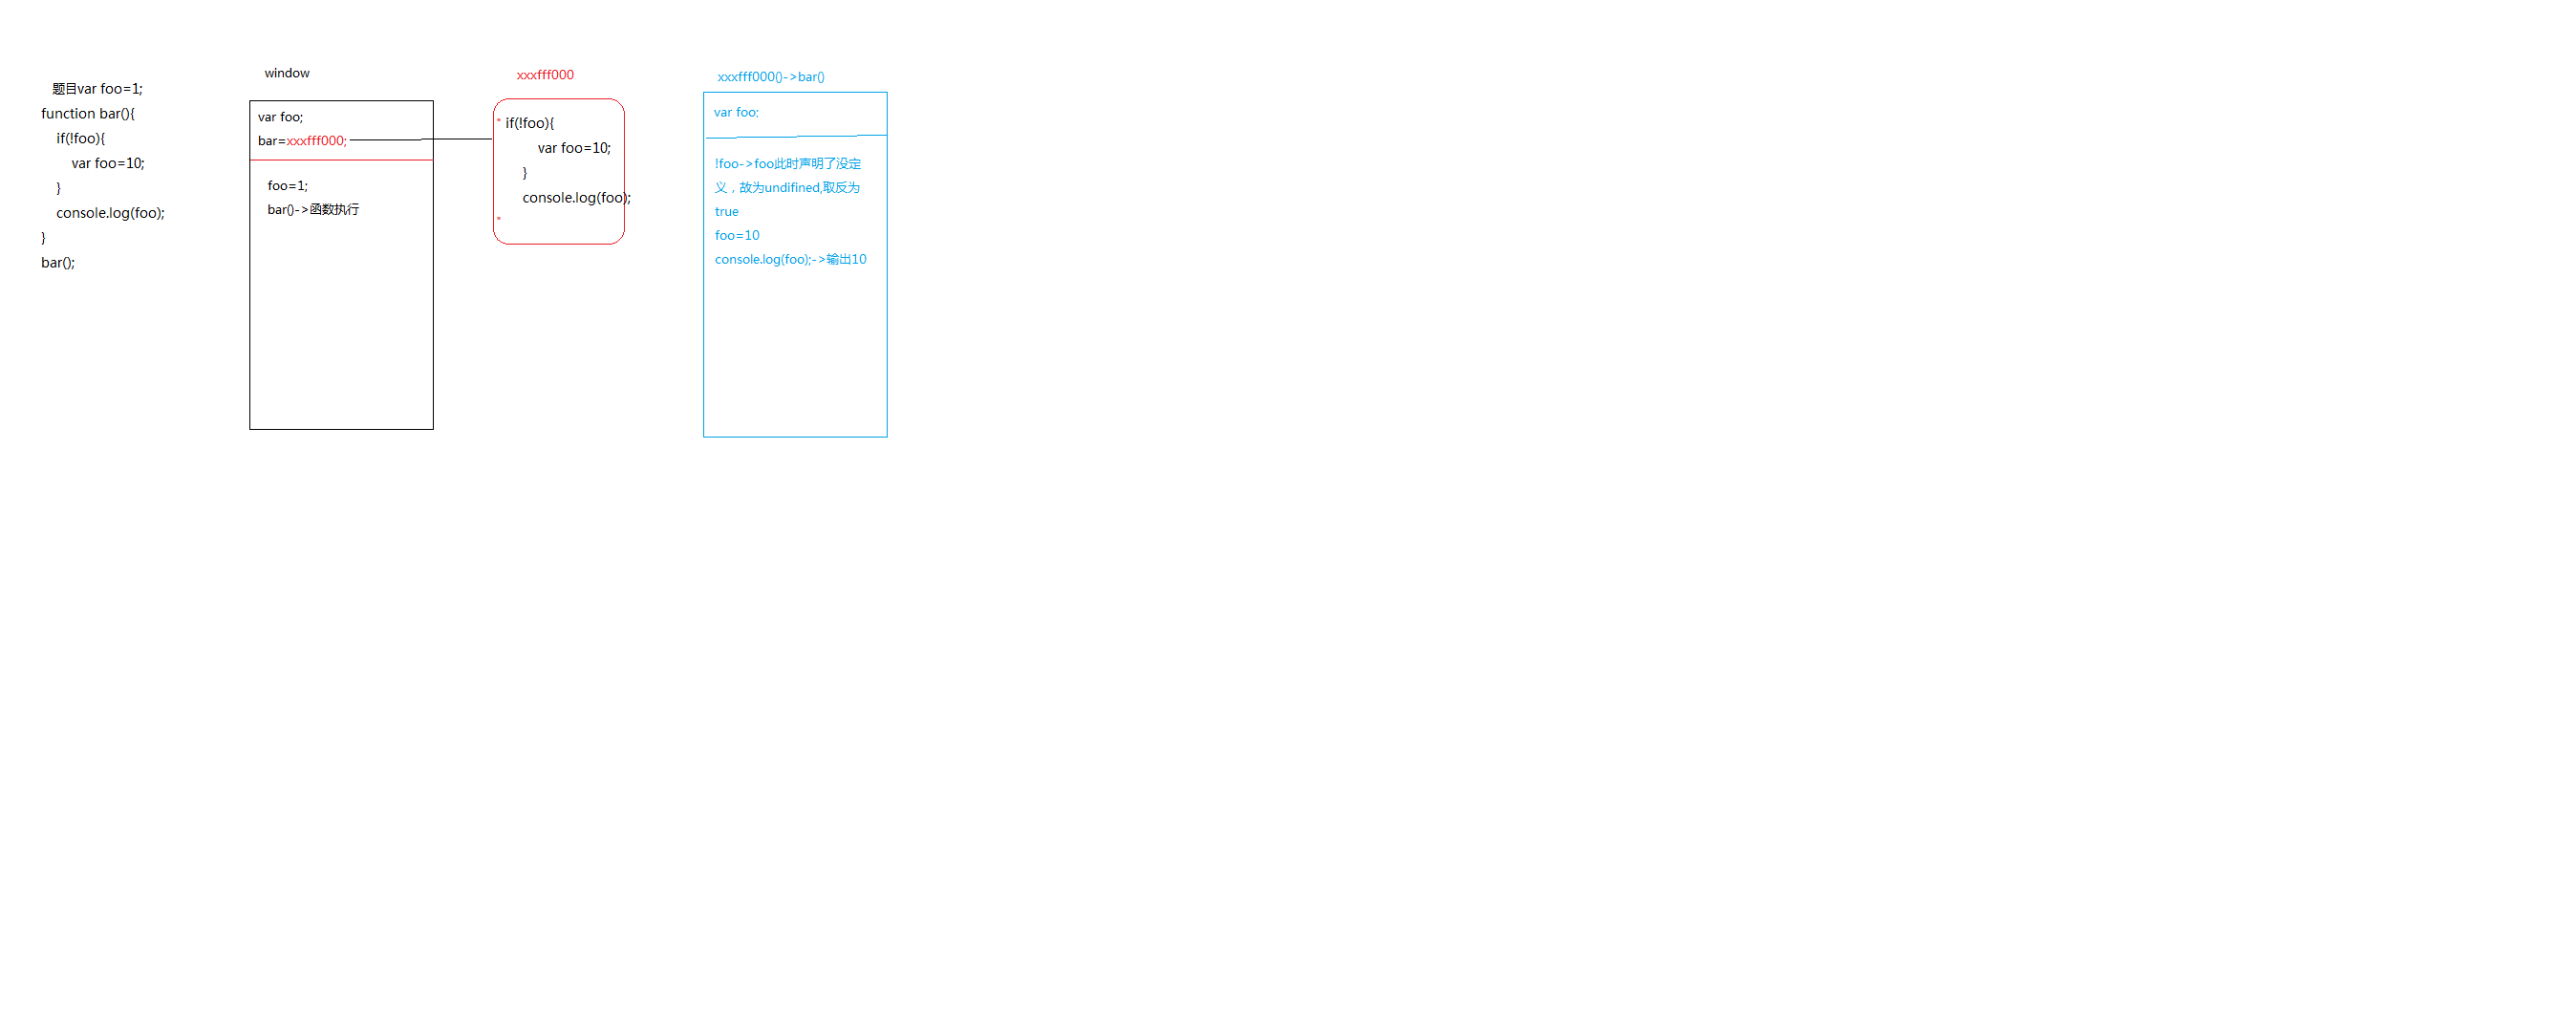 题目var foo=1;
function bar(){
if(!foo){
var foo=10;
}
console.log(foo);
}
bar();
window
var foo;
bar=xxxfff000;
foo=1;
bar()->函数执行
xxxfff000
" if(!foo){
var foo=10;
}
console.log(foo);
"
xxxfff000()->bar()
var foo;
!foo->foo此时声明了没定
义，故为undifined,取反为
true
foo=10
console.log(foo);->输出10